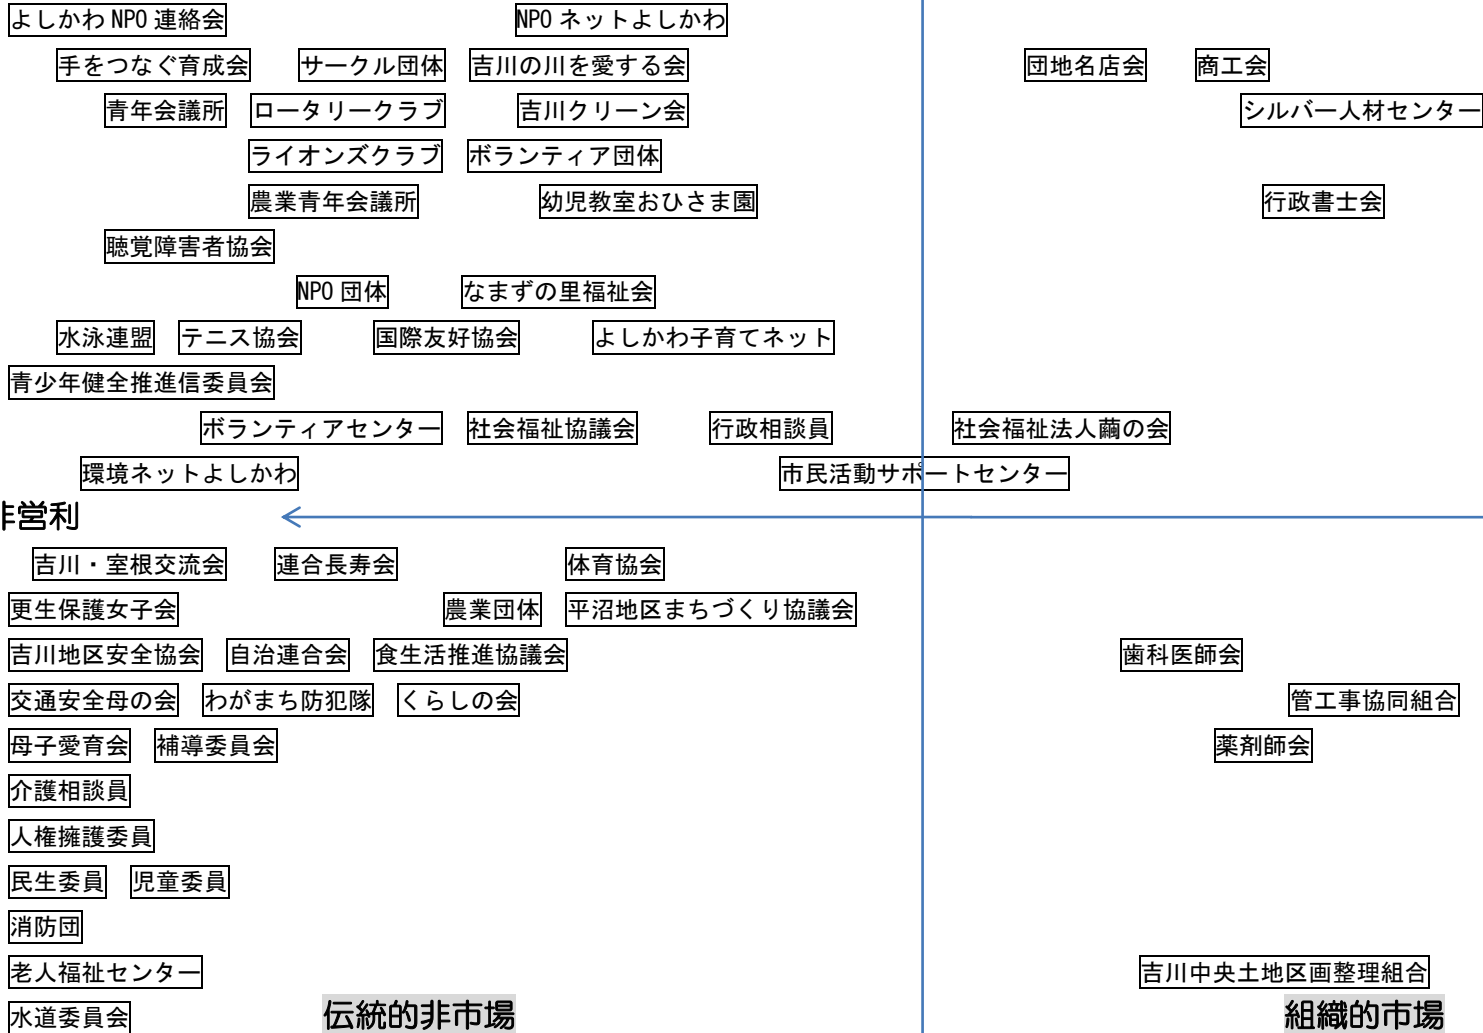 よしかわ NPO 連絡会 NPO ネットよしかわ
手をつなぐ育成会 サークル団体 吉川の川を愛する会 団地名店会 商工会
青年会議所 ロータリークラブ 吉川クリーン会 シルバー人材センター
ライオンズクラブ ボランティア団体
農業青年会議所 幼児教室おひさま園 行政書士会
聴覚障害者協会
NPO 団体 なまずの里福祉会
水泳連盟 テニス協会 国際友好協会 よしかわ子育てネット
青少年健全推進信委員会
ボランティアセンター 社会福祉協議会 行政相談員 社会福祉法人繭の会
環境ネットよしかわ 市民活動サポートセンター
非営利
吉川・室根交流会 連合長寿会 体育協会
更生保護女子会 農業団体 平沼地区まちづくり協議会
吉川地区安全協会 自治連合会 食生活推進協議会 歯科医師会
交通安全母の会 わがまち防犯隊 くらしの会 管工事協同組合
母子愛育会 補導委員会 薬剤師会
介護相談員
人権擁護委員
民生委員 児童委員
消防団
老人福祉センター 吉川中央土地区画整理組合
水道委員会 伝統的非市場 組織的市場